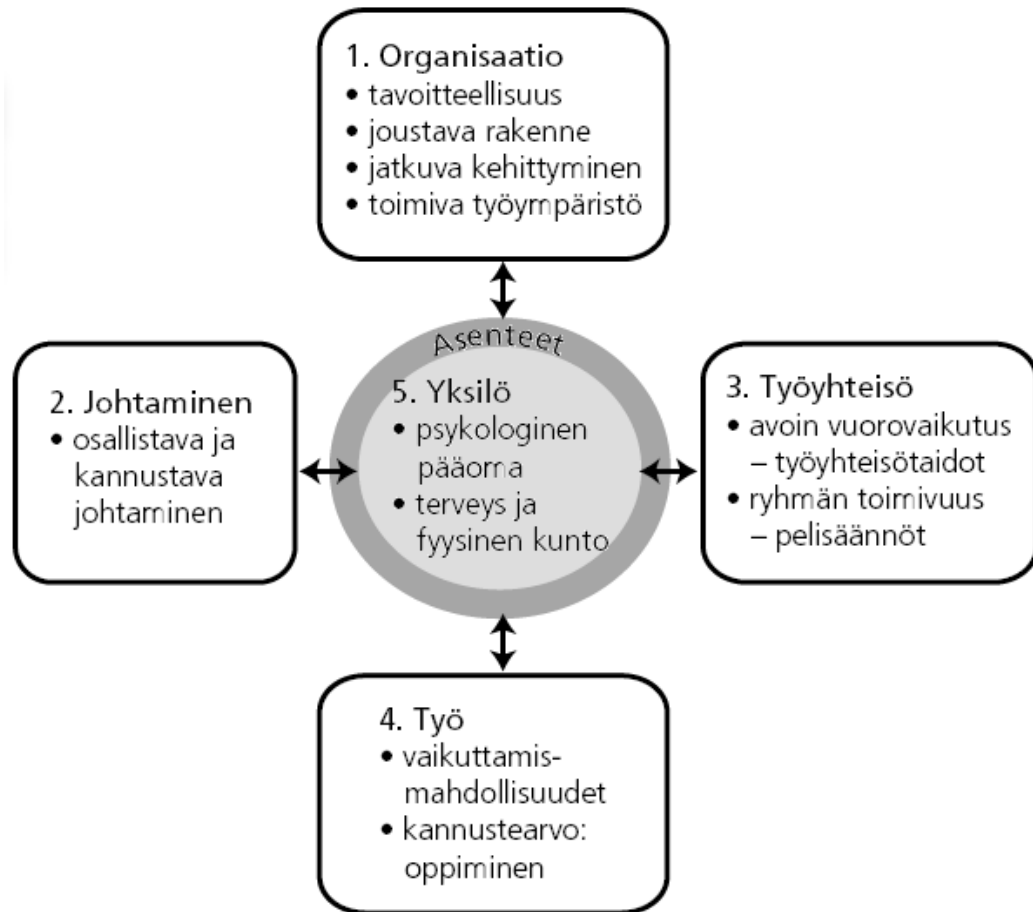 1. Organisaatio
• tavoitteellisuus
• joustava rakenne
• jatkuva kehittyminen
• toimiva työympäristö
2. Johtaminen
• osallistava ja
kannustava
johtaminen
Asenteet
5. Yksilö
• psykologinen
pääoma
• terveys ja
fyysinen kunto
3. Työyhteisö
• avoin vuorovaikutus
– työyhteisötaidot
• ryhmän toimivuus
– pelisäännöt
4. Työ
• vaikuttamis-
mahdollisuudet
• kannustearvo:
oppiminen